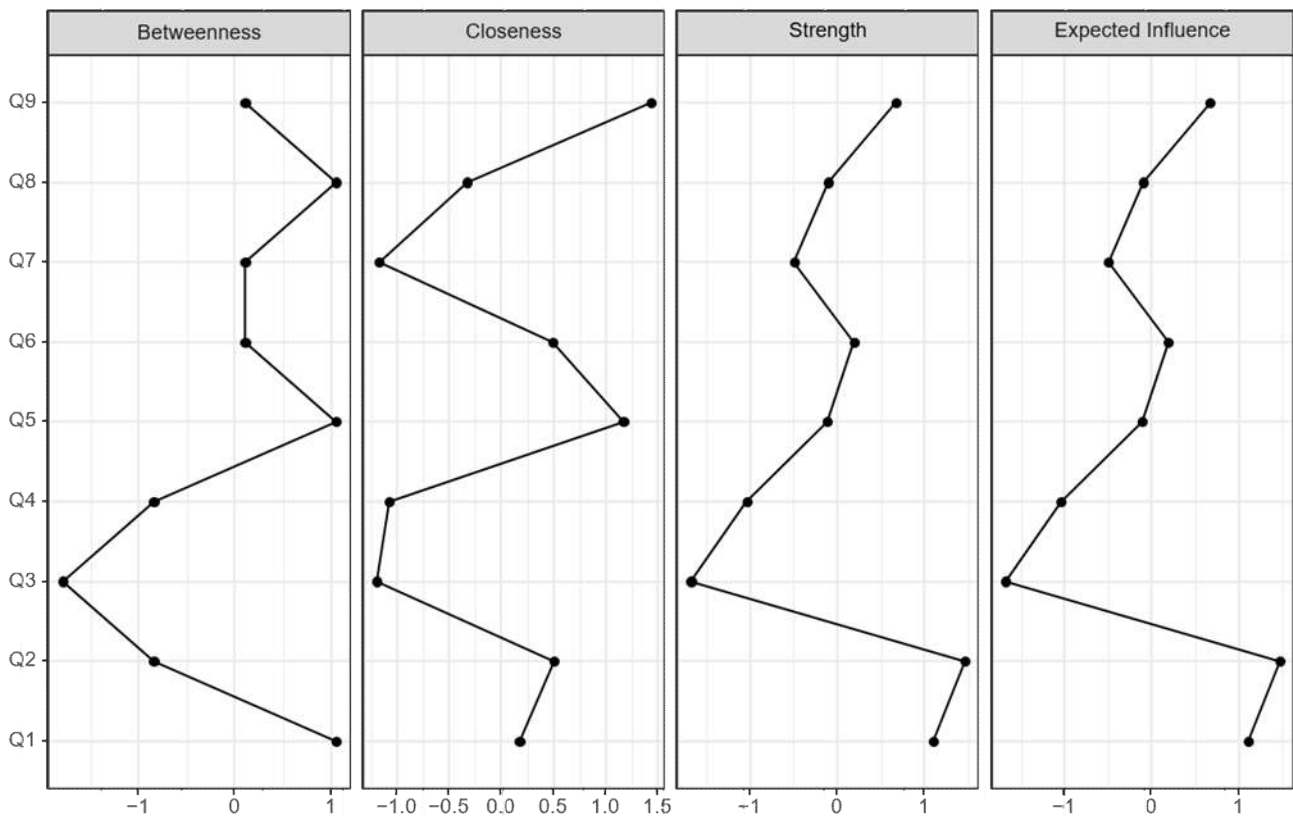 Betweenness Closeness Strength Expected Influence
Q9
Q8
Q7
Q6
Q5
Q4
Q3
Q2
Q1
−1 0 1 −1.0 −0.5 0.0 0.5 1.0 1.5 −1 0 1 −1 0 1